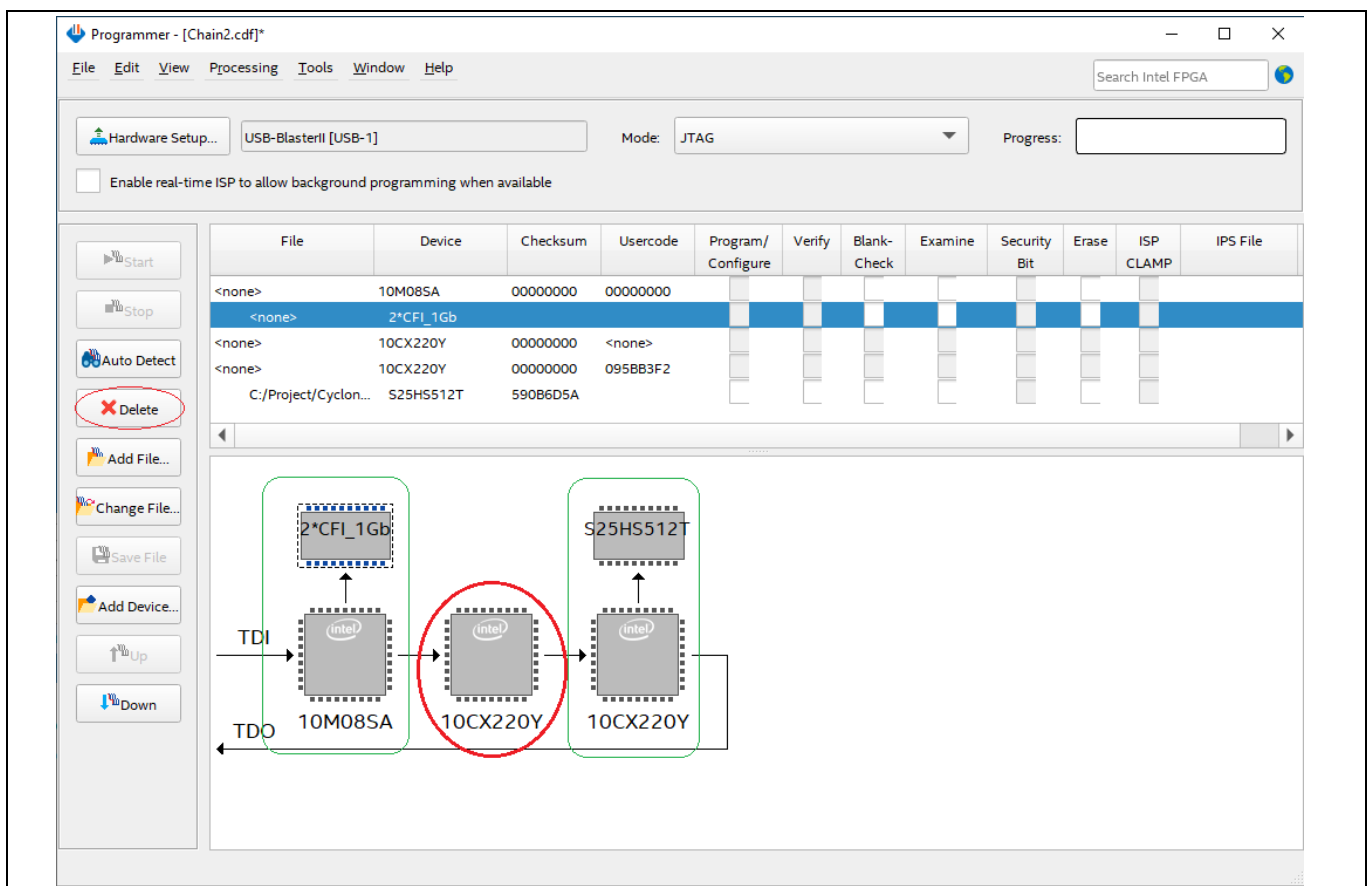 Programmer - [Chain2.cdf]*
File Edit View Processing Tools Window Help
Search Intel FPGA
Hardware Setup... USB-BlasterII [USB-1] Mode: JTAG Progress:
Enable real-time ISP to allow background programming when available
File Device Checksum Usercode Program/ Verify Blank- Examine Security Erase ISP IPS File
Configure Check Bit CLAMP
Start
Stop
Auto Detect
Delete
Add File...
Change File...
Save File
Add Device...
Up
Down
<none> 10M08SA 00000000 00000000
<none> 2*CFI_1Gb
<none> 10CX220Y 00000000 <none>
<none> 10CX220Y 00000000 095BB3F2
C:/Project/Cyclon... S25HS512T 590B6D5A
2*CFI_1Gb S25HS512T
intel intel intel
TDI
10M08SA 10CX220Y 10CX220Y
TDO